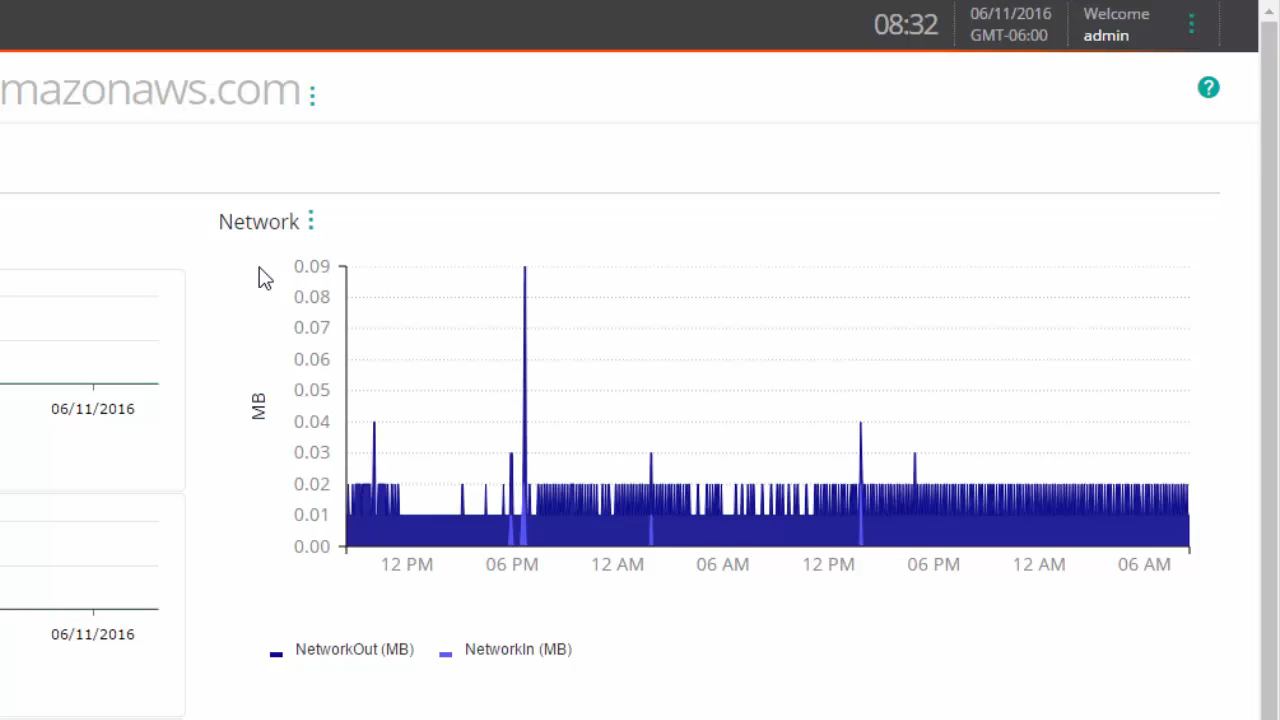 08:32
06/11/2016
GMT-06:00
Welcome
admin
mazonaws.com
?
Network
0.09
0.08
0.07
0.06
0.05
0.04
0.03
0.02
0.01
0.00
MB
12 PM 06 PM 12 AM 06 AM 12 PM 06 PM 12 AM 06 AM
NetworkOut (MB) NetworkIn (MB)
06/11/2016
06/11/2016